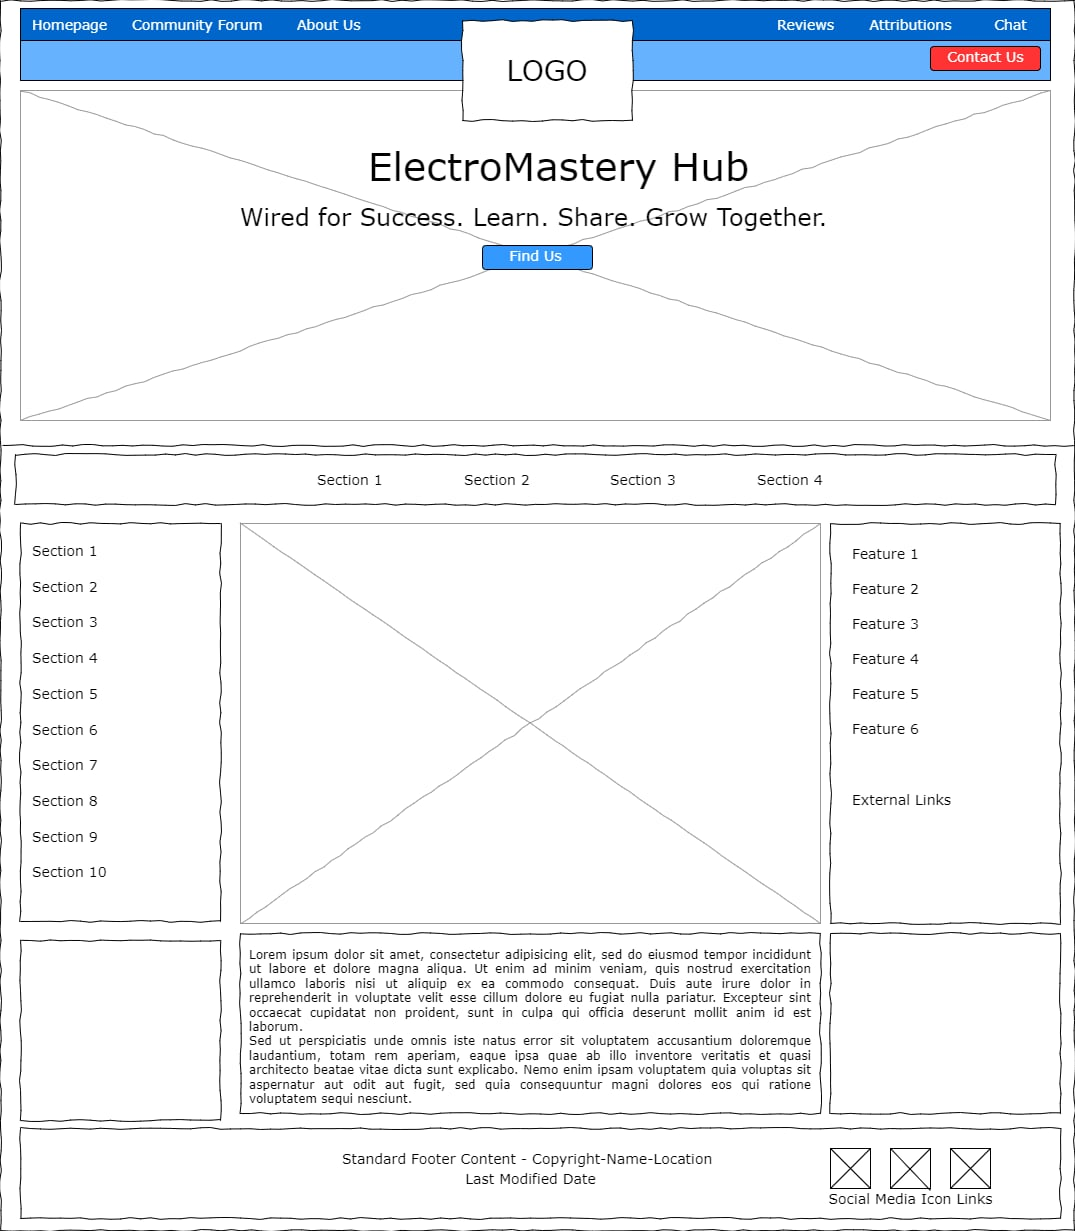 Homepage Community Forum About Us Reviews Attributions Chat
LOGO
Contact Us
ElectroMastery Hub
Wired for Success. Learn. Share. Grow Together.
Find Us
Section 1 Section 2 Section 3 Section 4
Section 1
Section 2
Section 3
Section 4
Section 5
Section 6
Section 7
Section 8
Section 9
Section 10
Feature 1
Feature 2
Feature 3
Feature 4
Feature 5
Feature 6
External Links
Lorem ipsum dolor sit amet, consectetur adipisicing elit, sed do eiusmod tempor incididunt
ut labore et dolore magna aliqua. Ut enim ad minim veniam, quis nostrud exercitation
ullamco laboris nisi ut aliquip ex ea commodo consequat. Duis aute irure dolor in
reprehenderit in voluptate velit esse cillum dolore eu fugiat nulla pariatur. Excepteur sint
occaecat cupidatat non proident, sunt in culpa qui officia deserunt mollit anim id est
laborum.
Sed ut perspiciatis unde omnis iste natus error sit voluptatem accusantium doloremque
laudantium, totam rem aperiam, eaque ipsa quae ab illo inventore veritatis et quasi
architecto beatae vitae dicta sunt explicabo. Nemo enim ipsam voluptatem quia voluptas sit
aspernatur aut odit aut fugit, sed quia consequuntur magni dolores eos qui ratione
voluptatem sequi nesciunt.
Standard Footer Content - Copyright-Name-Location
Last Modified Date
Social Media Icon Links